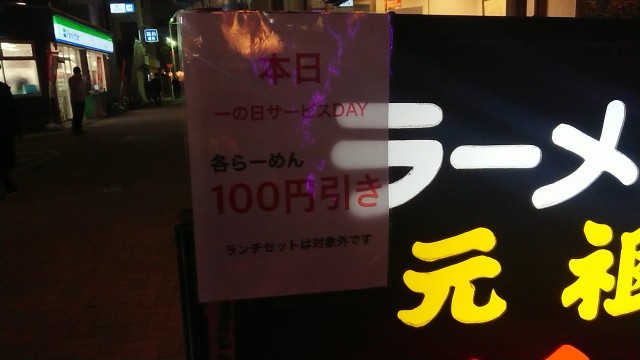 本日
一の日サービスDAY
各らーめん
100円引き
ランチセットは対象外です
ラーメ
元祖